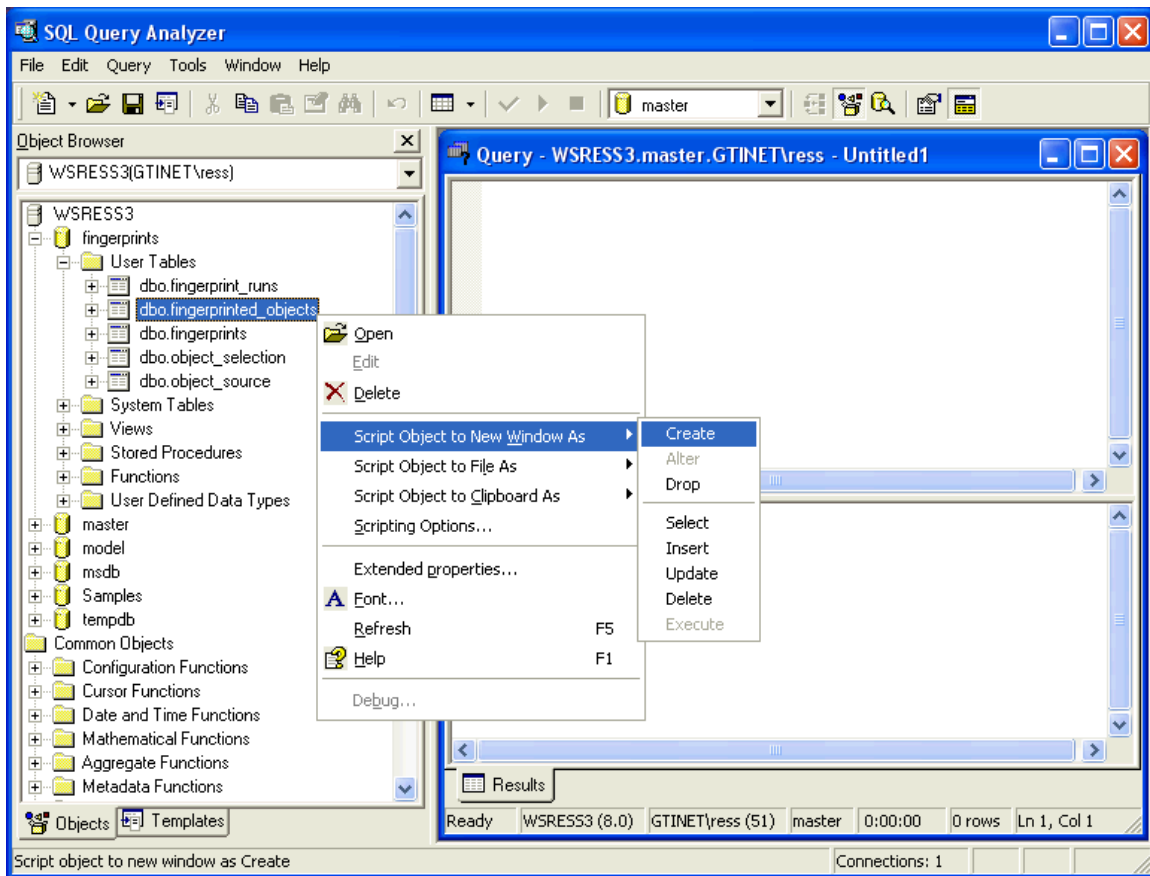 SQL Query Analyzer
File Edit Query Tools Window Help
master
Object Browser
WSRESS3(GTINET\ress)
WSRESS3
fingerprints
User Tables
dbo.fingerprint_runs
dbo.fingerprinted_objects
dbo.fingerprints
dbo.object_selection
dbo.object_source
System Tables
Views
Stored Procedures
Functions
User Defined Data Types
master
model
msdb
Samples
tempdb
Common Objects
Configuration Functions
Cursor Functions
Date and Time Functions
Mathematical Functions
Aggregate Functions
Metadata Functions
Objects Templates
Query - WSRESS3.master.GTINET\ress - Untitled1
Open
Edit
Delete
Script Object to New Window As
Script Object to File As
Script Object to Clipboard As
Scripting Options...
Extended properties...
Font...
Refresh F5
Help F1
Debug...
Create
Alter
Drop
Select
Insert
Update
Delete
Execute
Results
Ready WSRESS3 (8.0) GTINET\ress (51) master 0:00:00 0 rows Ln 1, Col 1
Script object to new window as Create Connections: 1